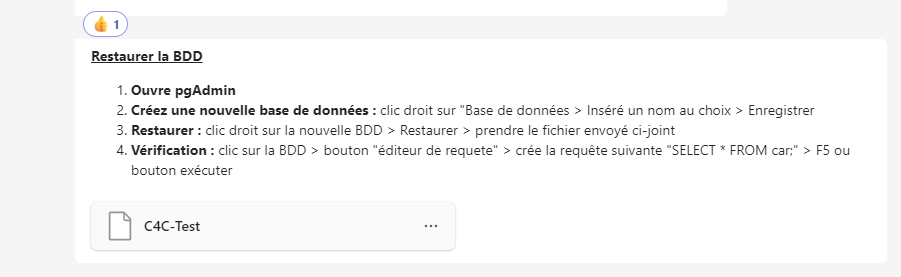 👍 1
Restaurer la BDD
1. Ouvre pgAdmin
2. Créez une nouvelle base de données : clic droit sur "Base de données > Inséré un nom au choix > Enregistrer
3. Restaurer : clic droit sur la nouvelle BDD > Restaurer > prendre le fichier envoyé ci-joint
4. Vérification : clic sur la BDD > bouton "éditeur de requete" > crée la requête suivante "SELECT * FROM car;" > F5 ou
bouton exécuter
C4C-Test